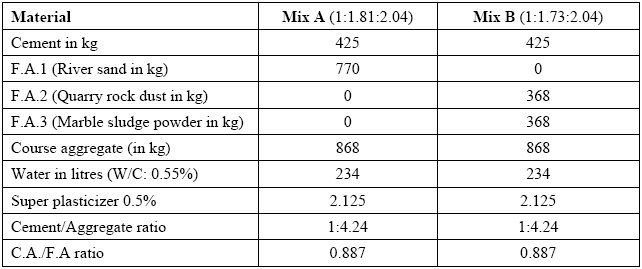 Material Mix A (1:1.81:2.04) Mix B (1:1.73:2.04)
Cement in kg 425 425
F.A.1 (River sand in kg) 770 0
F.A.2 (Quarry rock dust in kg) 0 368
F.A.3 (Marble sludge powder in kg) 0 368
Course aggregate (in kg) 868 868
Water in litres (W/C: 0.55%) 234 234
Super plasticizer 0.5% 2.125 2.125
Cement/Aggregate ratio 1:4.24 1:4.24
C.A./F.A ratio 0.887 0.887